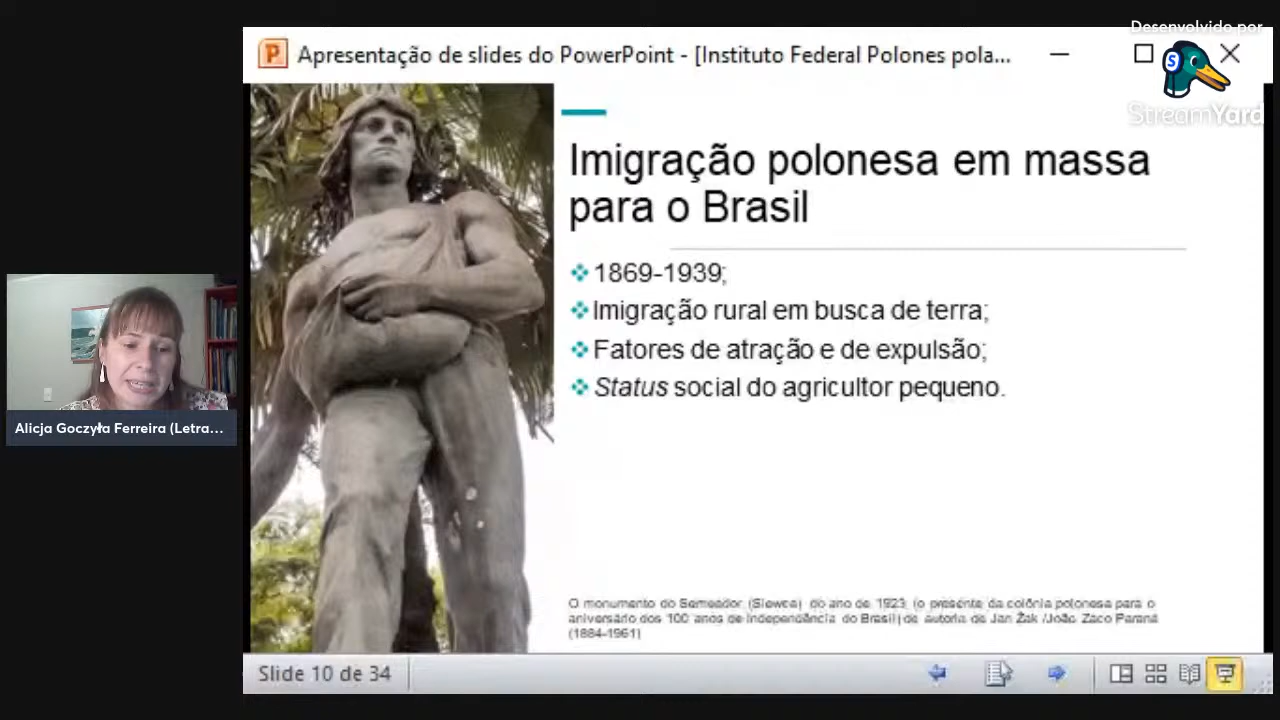 Desenvolvido por
StreamYard
Apresentação de slides do PowerPoint - [Instituto Federal Polones pola...
Imigração polonesa em massa
para o Brasil
1869-1939;
Imigração rural em busca de terra;
Fatores de atração e de expulsão;
Status social do agricultor pequeno.
Alicja Goczyła Ferreira (Letra...
O monumento do Semeador (Siewca) do ano de 1923 (o presente da colônia polonesa para o
aniversário dos 100 anos de Independência do Brasil) de autoria de Jan Żak /João Zaco Paraná
(1884-1961)
Slide 10 de 34